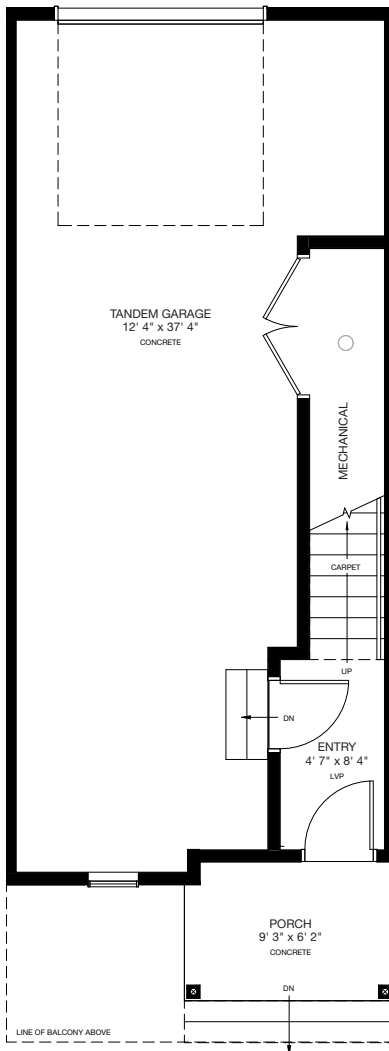 TANDEM GARAGE
12' 4" x 37' 4"
CONCRETE
MECHANICAL
CARPET
UP
DN
ENTRY
4' 7" x 8' 4"
LVP
PORCH
9' 3" x 6' 2"
CONCRETE
DN
LINE OF BALCONY ABOVE